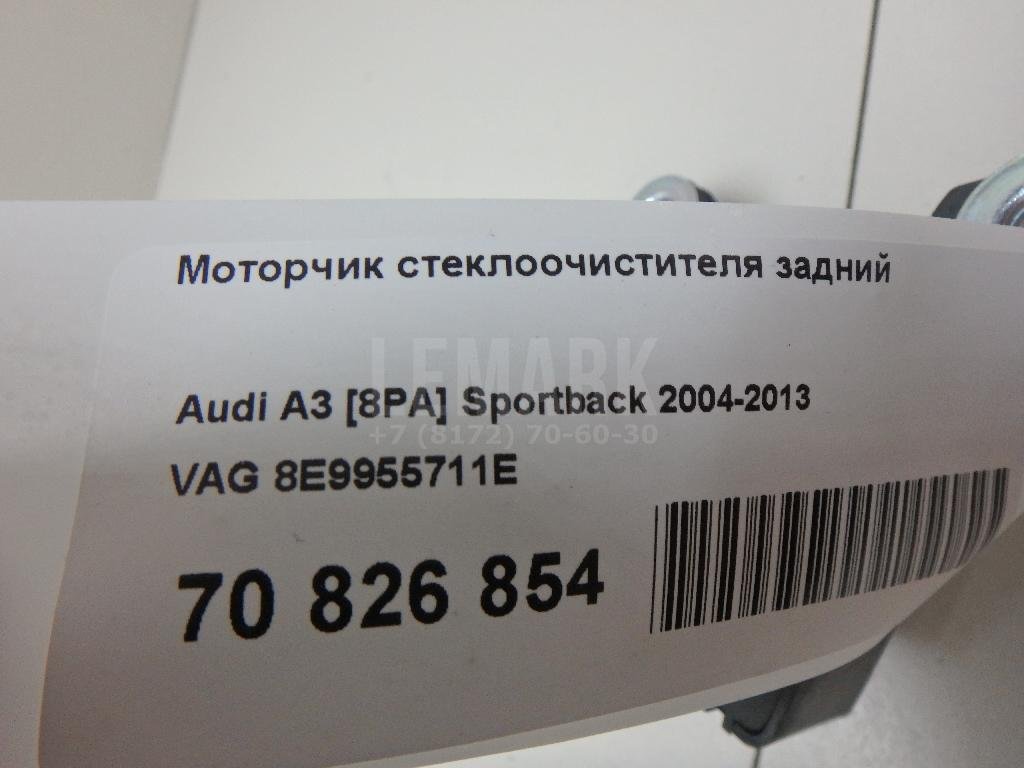 Моторчик стеклоочистителя задний
LEMARK
Audi A3 [8PA] Sportback 2004-2013
+7 (8172) 70-60-30
VAG 8E9955711E
70 826 854